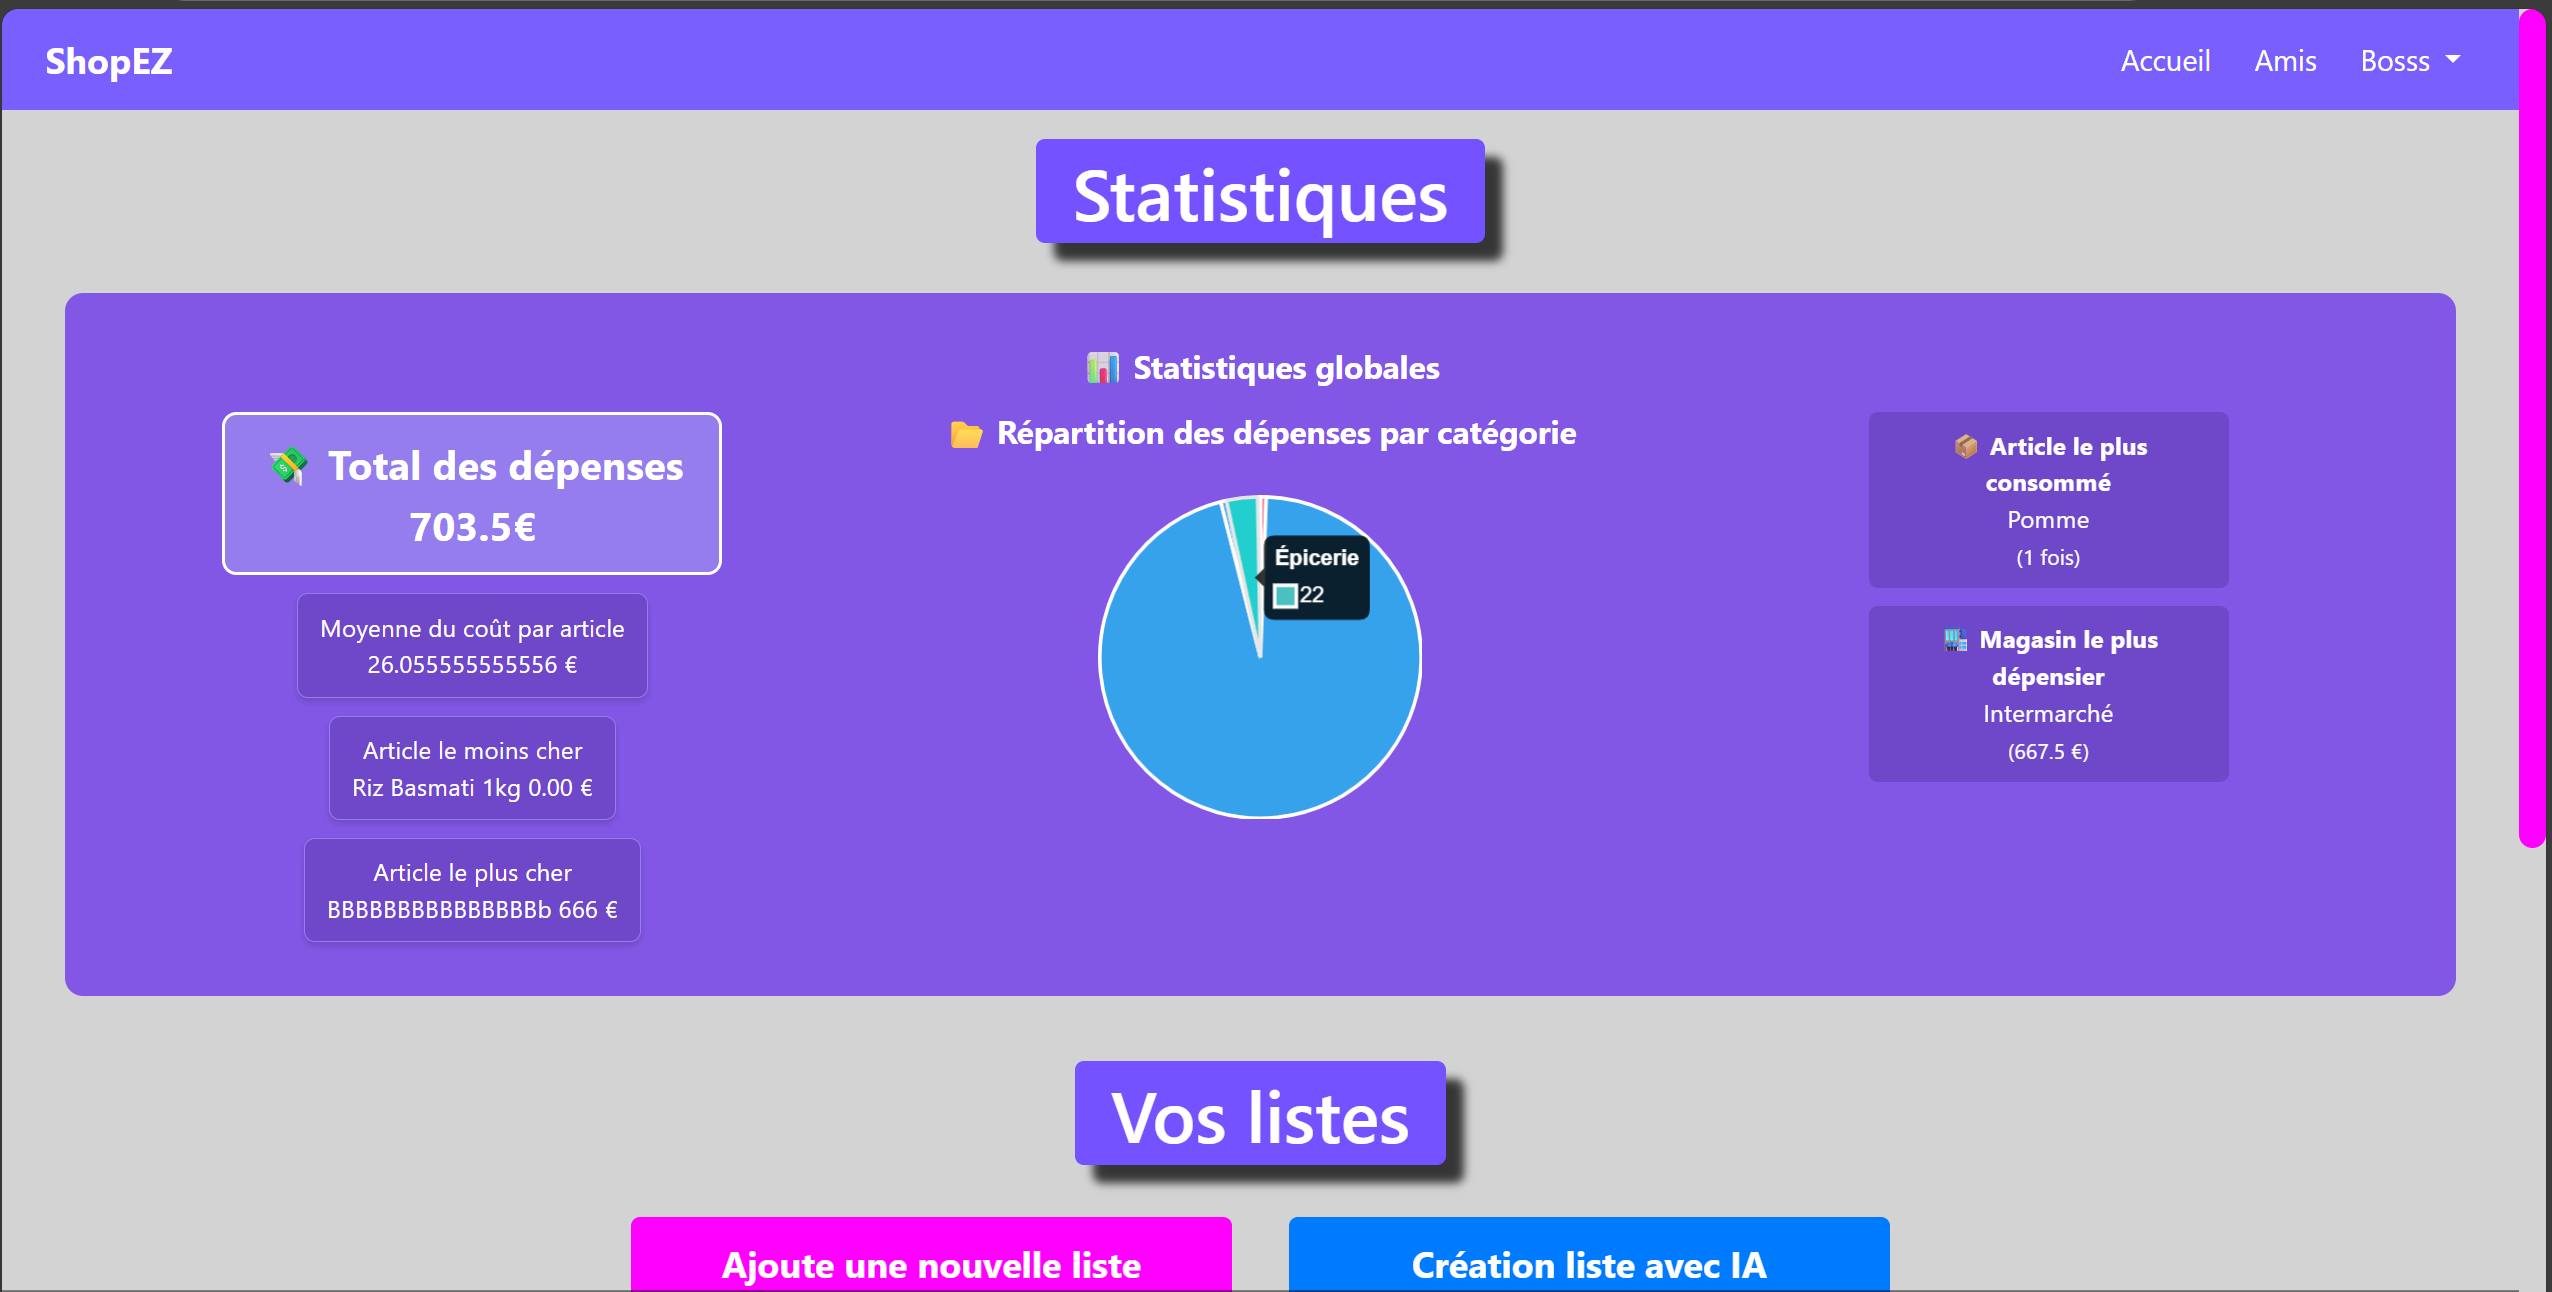 ShopEZ
Accueil Amis Bosss
Statistiques
Statistiques globales
Total des dépenses
703.5€
Moyenne du coût par article
26.055555555556 €
Article le moins cher
Riz Basmati 1kg 0.00 €
Article le plus cher
BBBBBBBBBBBBBBBb 666 €
Répartition des dépenses par catégorie
Épicerie
22
Article le plus
consommé
Pomme
(1 fois)
Magasin le plus
dépensier
Intermarché
(667.5 €)
Vos listes
Ajoute une nouvelle liste
Création liste avec IA